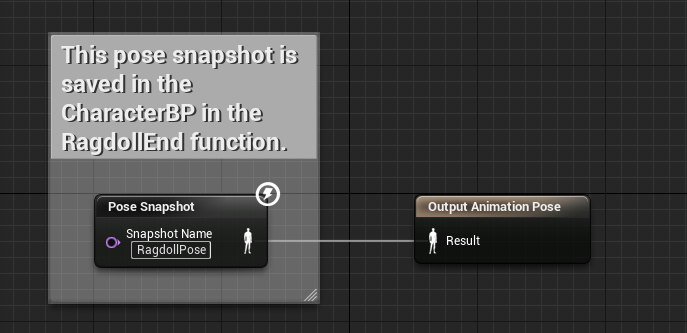 This pose snapshot is
saved in the
CharacterBP in the
RagdollEnd function.
Pose Snapshot
Snapshot Name
RagdollPose
Output Animation Pose
Result